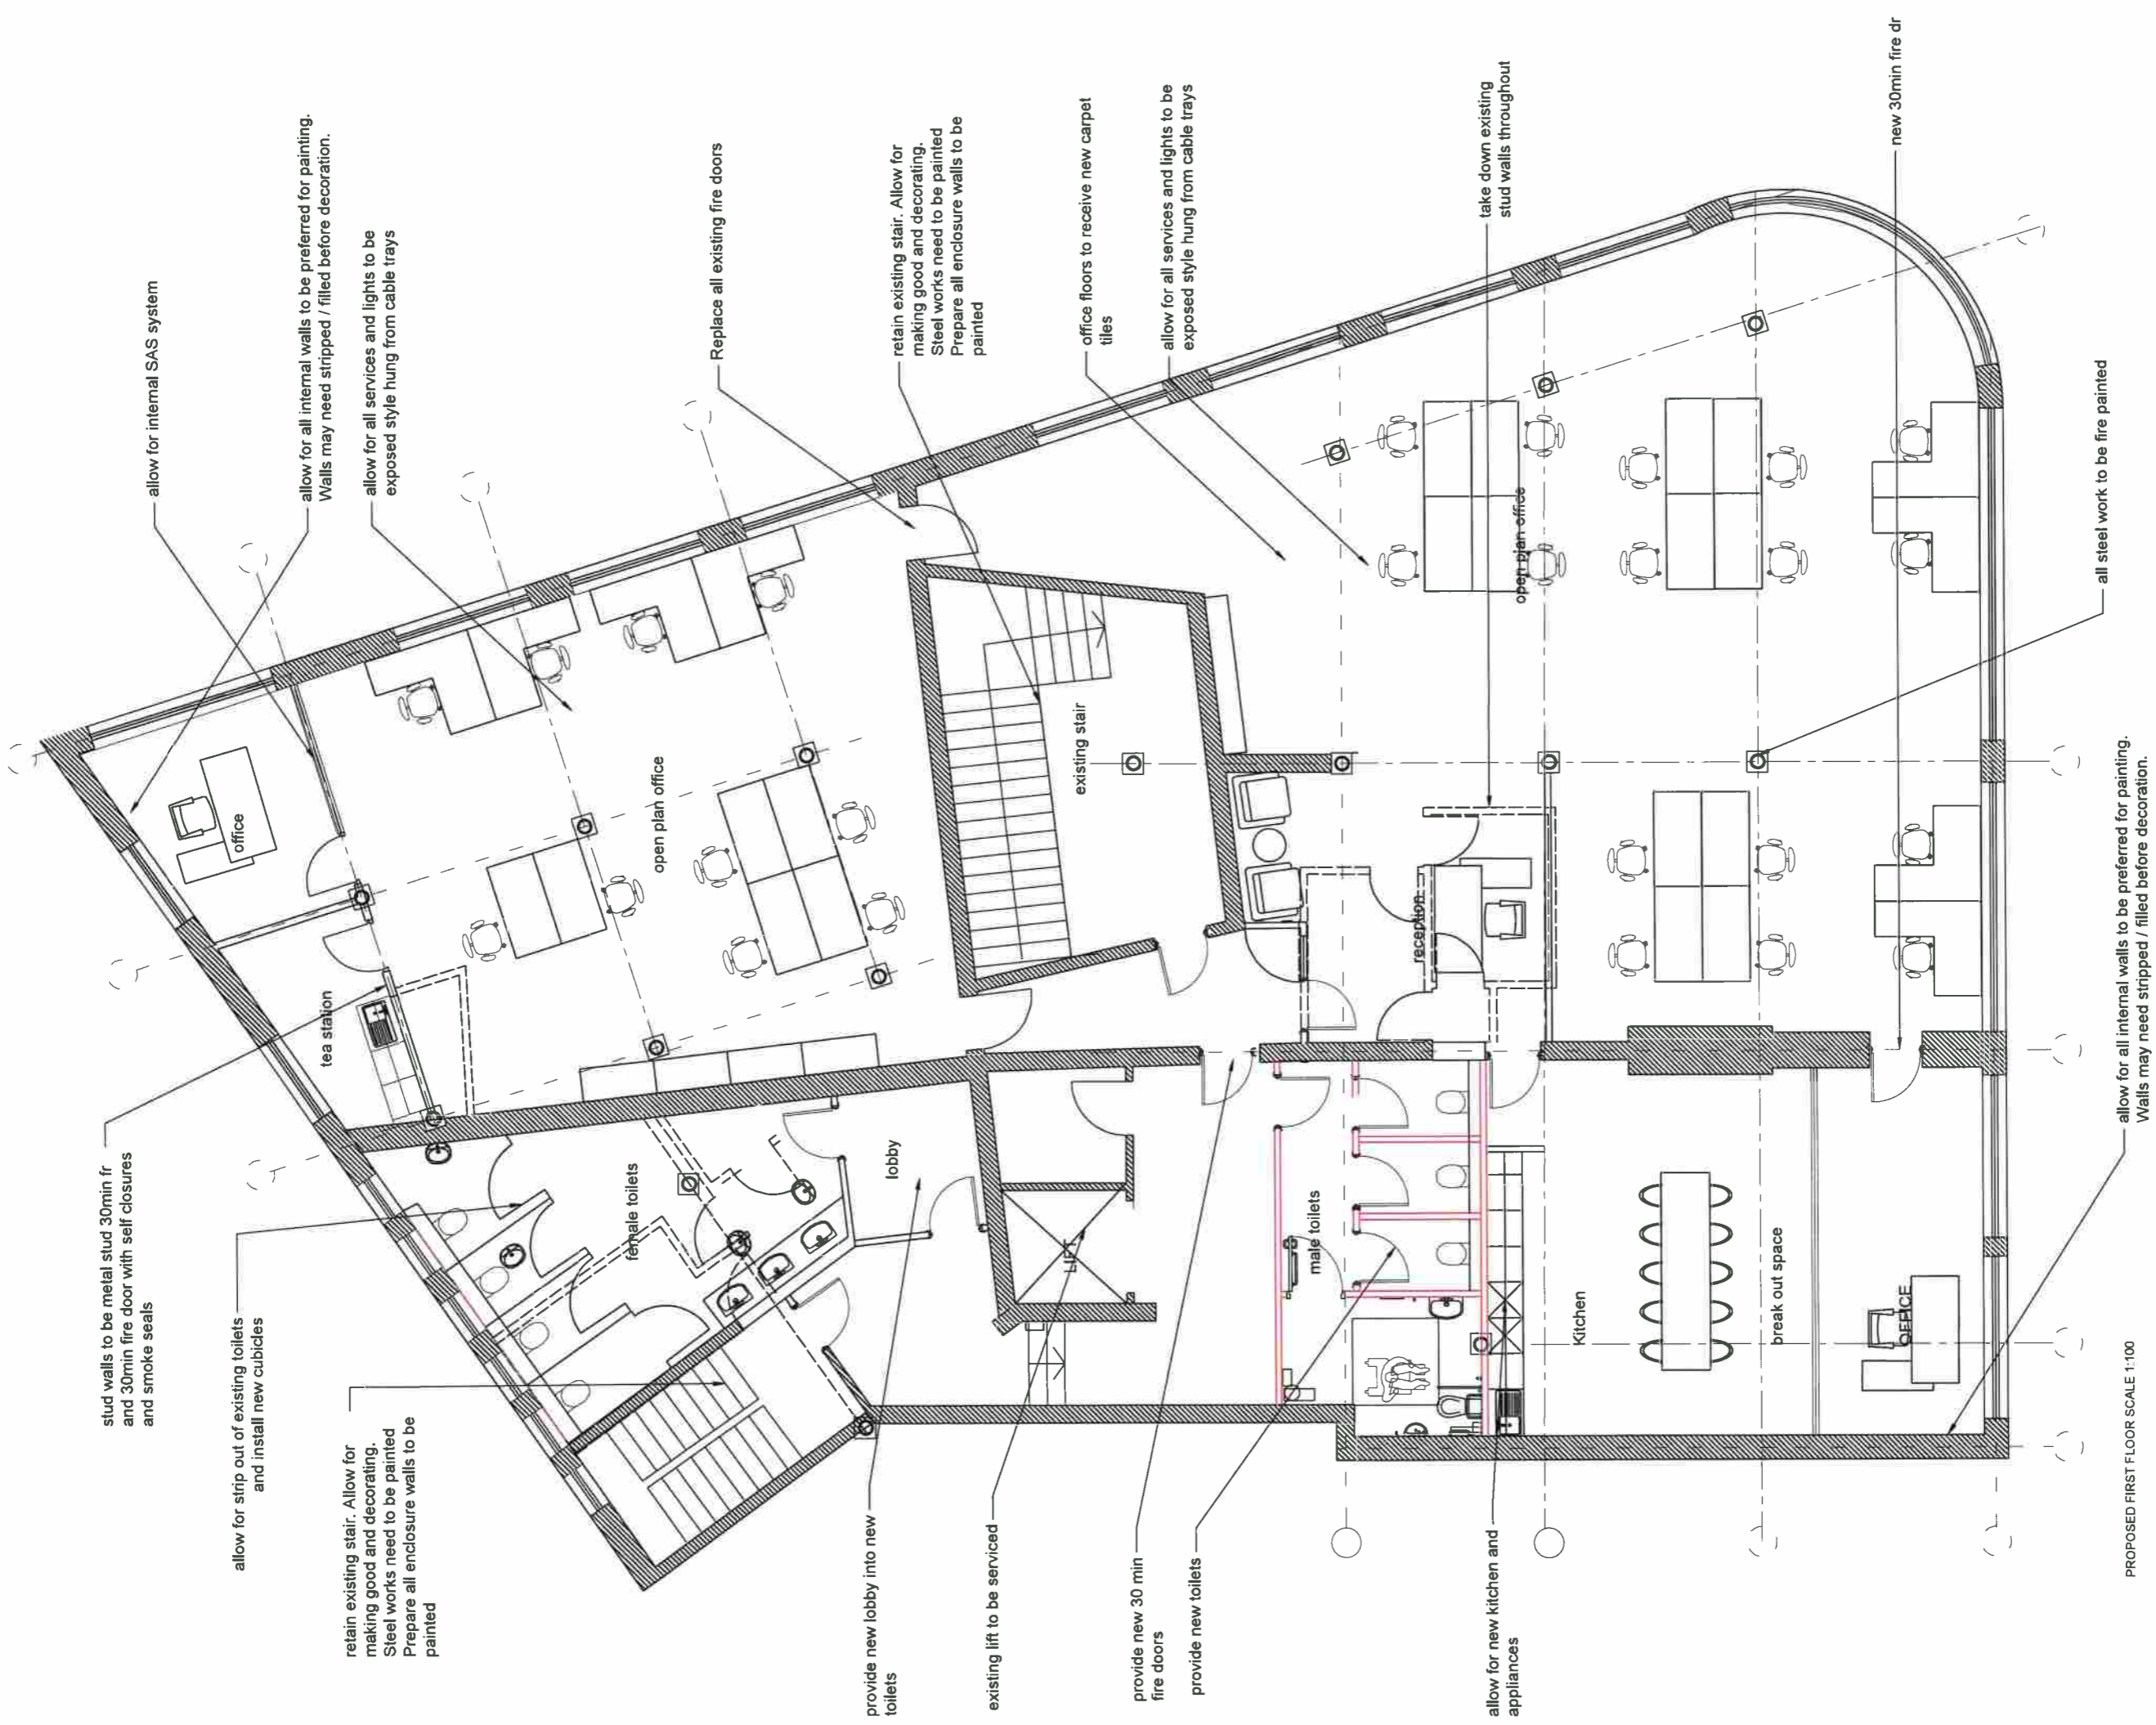 stud walls to be metal stud 30min fr
and 30min fire door with self closures
and smoke seals
allow for strip out of existing toilets
and install new cubicles
retain existing stair. Allow for
making good and decorating.
Steel works need to be painted
Prepare all enclosure walls to be
painted
provide new lobby into new
toilets
existing lift to be serviced
provide new 30 min
fire doors
provide new toilets
allow for new kitchen and
appliances
allow for internal SAS system
allow for all internal walls to be preferred for painting.
Walls may need stripped / filled before decoration.
allow for all services and lights to be
exposed style hung from cable trays
Replace all existing fire doors
retain existing stair. Allow for
making good and decorating.
Steel works need to be painted
Prepare all enclosure walls to be
painted
office floors to receive new carpet
tiles
allow for all services and lights to be
exposed style hung from cable trays
take down existing
stud walls throughout
new 30min fire dr
all steel work to be fire painted
allow for all internal walls to be preferred for painting.
Walls may need stripped / filled before decoration.
office
tea station
open plan office
female toilets
lobby
existing stair
LIFT
male toilets
reception
open plan office
Kitchen
break out space
OFFICE
PROPOSED FIRST FLOOR SCALE 1:100